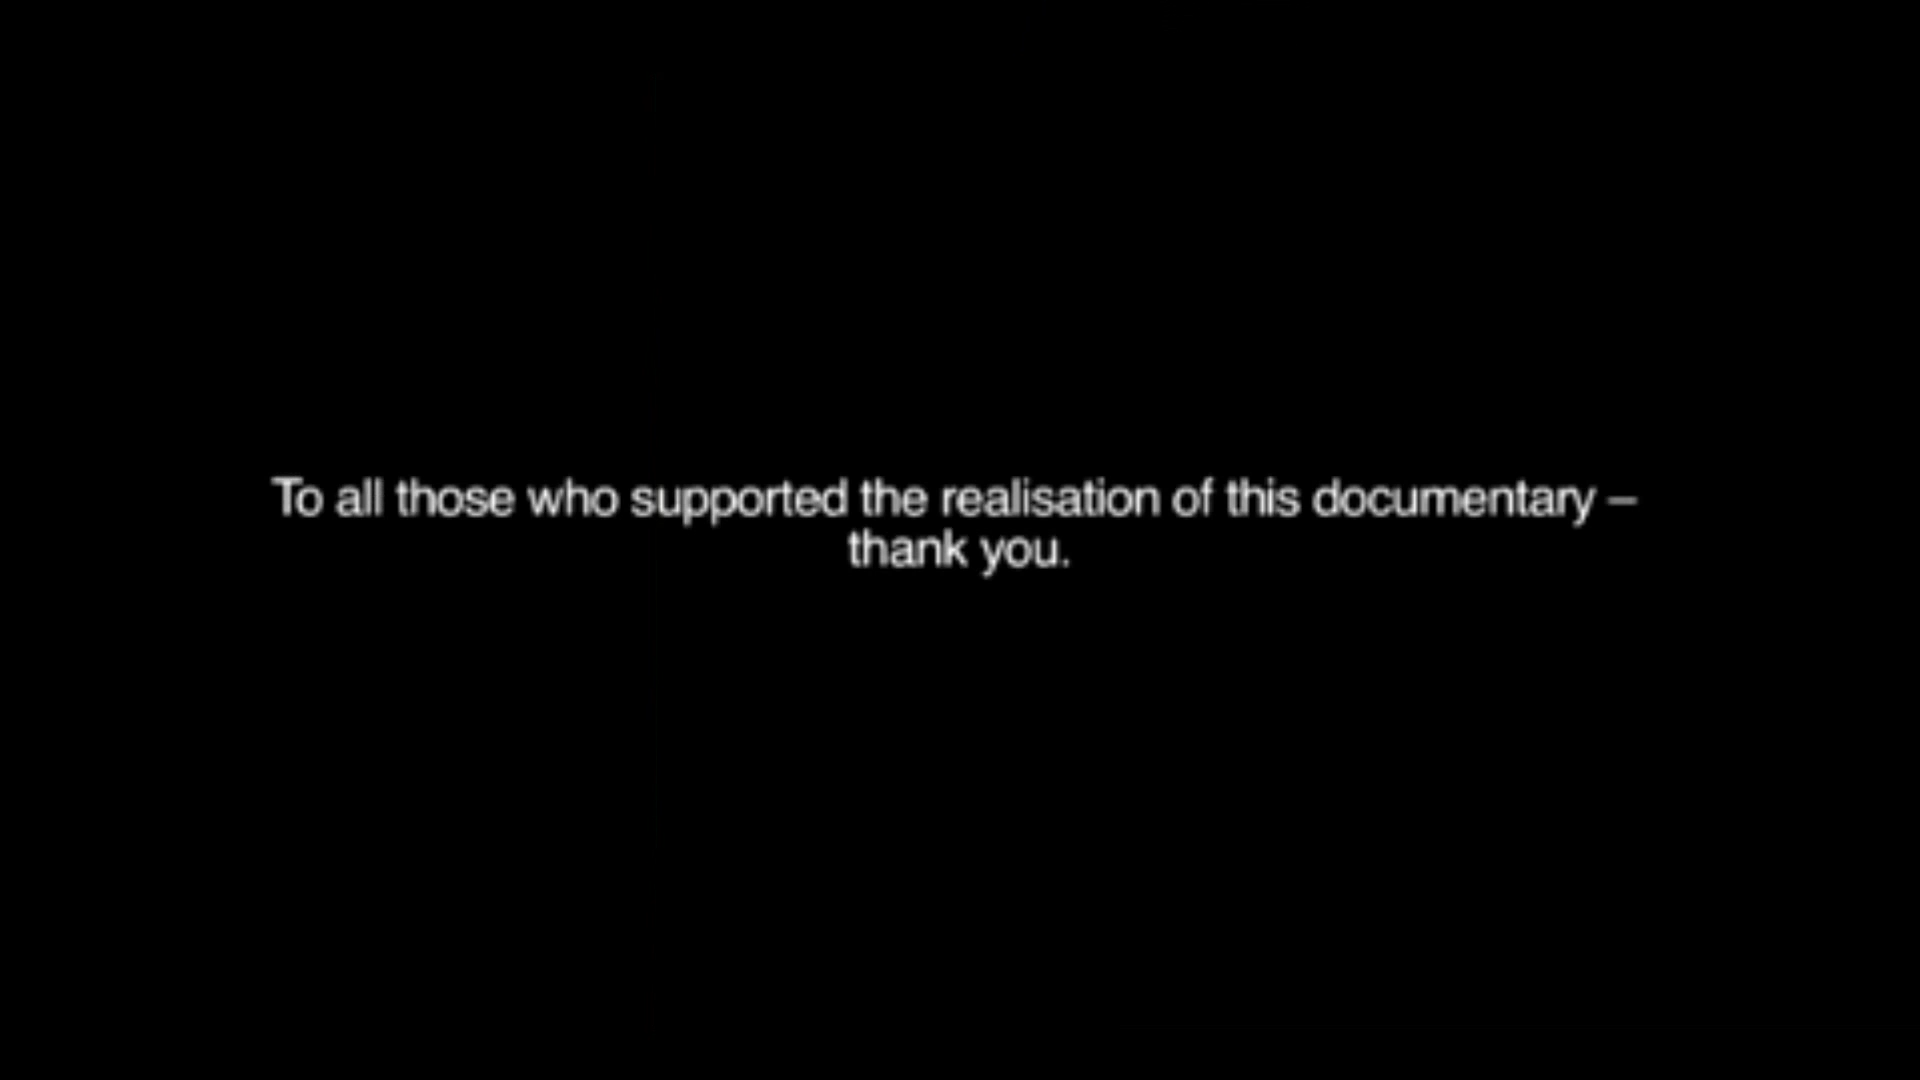 To all those who supported the realisation of this documentary –
thank you.